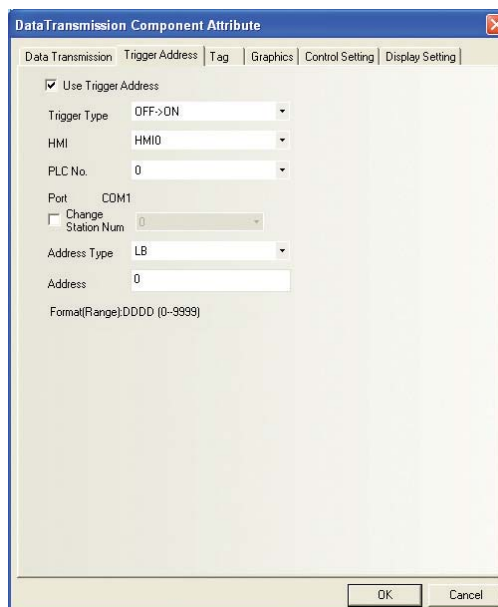 DataTransmission Component Attribute
Data Transmission Trigger Address Tag Graphics Control Setting Display Setting
Use Trigger Address
Trigger Type OFF->ON
HMI HMI0
PLC No. 0
Port COM1
Change
Station Num 0
Address Type LB
Address 0
Format(Range):DDDD (0--9999)
OK Cancel